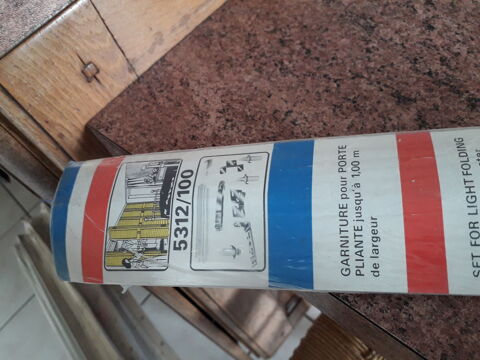 5312/100
GARNITURE pour PORTE
PLIANTE jusqu'à 1,00 m
de largeur
SET FOR LIGHT FOLDING